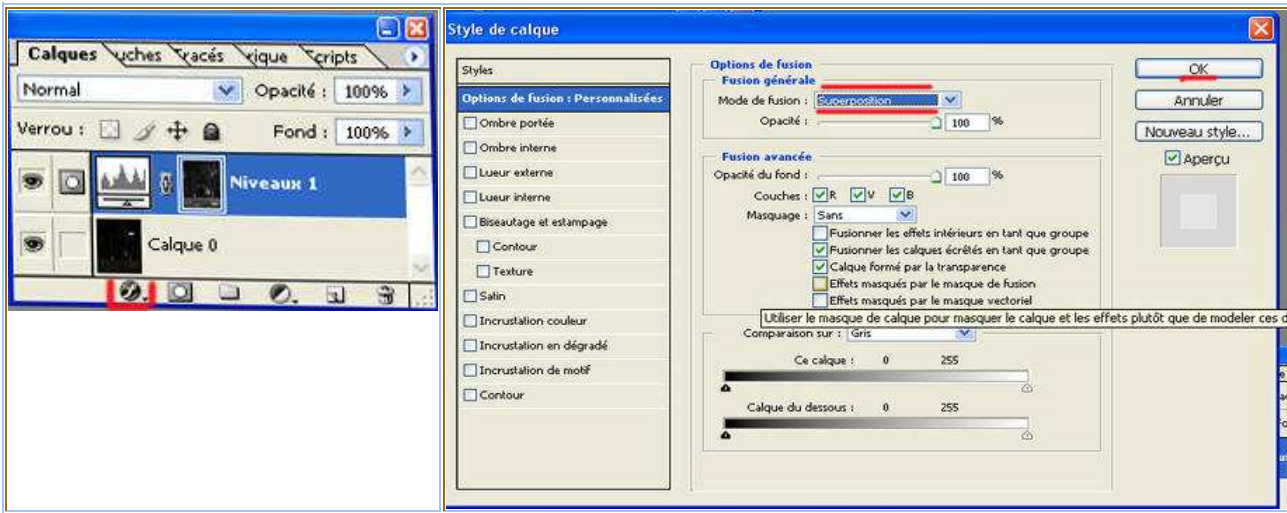 Calques uches Tracés rique Scripts
Normal Opacité : 100%
Verrou : Fond : 100%
Niveaux 1
Calque 0
Style de calque
Styles
Options de fusion : Personnalisées
Ombre portée
Ombre interne
Lueur externe
Lueur interne
Biseautage et estampage
Contour
Texture
Satin
Incrustation couleur
Incrustation en dégradé
Incrustation de motif
Contour
Options de fusion
Fusion générale
Mode de fusion : Superposition
Opacité : 100 %
Fusion avancée
Opacité du fond : 100 %
Couches : R V B
Masquage : Sans
Fusionner les effets intérieurs en tant que groupe
Fusionner les calques écrêtés en tant que groupe
Calque formé par la transparence
Effets masqués par le masque de fusion
Effets masqués par le masque vectoriel
Utiliser le masque de calque pour masquer le calque et les effets plutôt que de modeler ces d
Comparaison sur : Gris
Ce calque : 0 255
Calque du dessous : 0 255
OK
Annuler
Nouveau style...
Aperçu